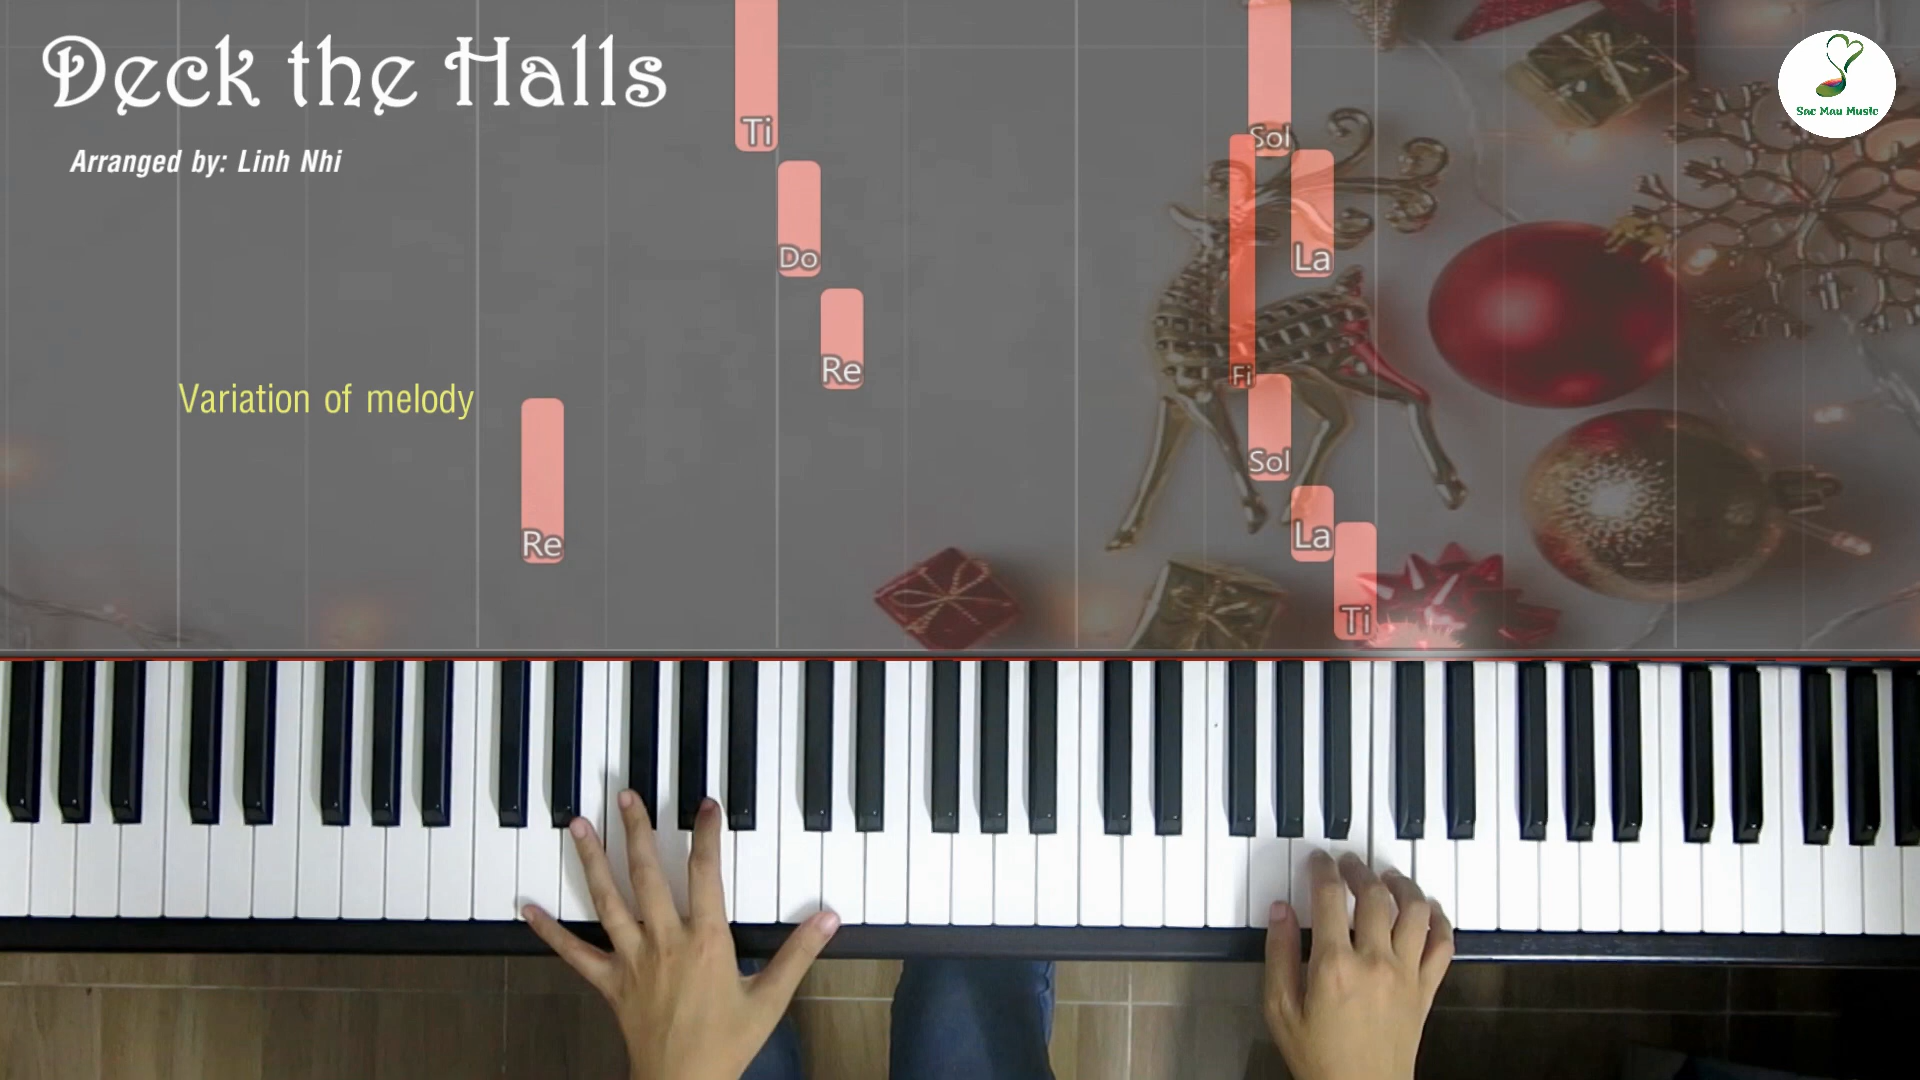 Deck the Halls
Arranged by: Linh Nhi
Sac Mau Music
Variation of melody
Ti
Sol
Do
La
Re
Fi
Sol
Re
La
Ti